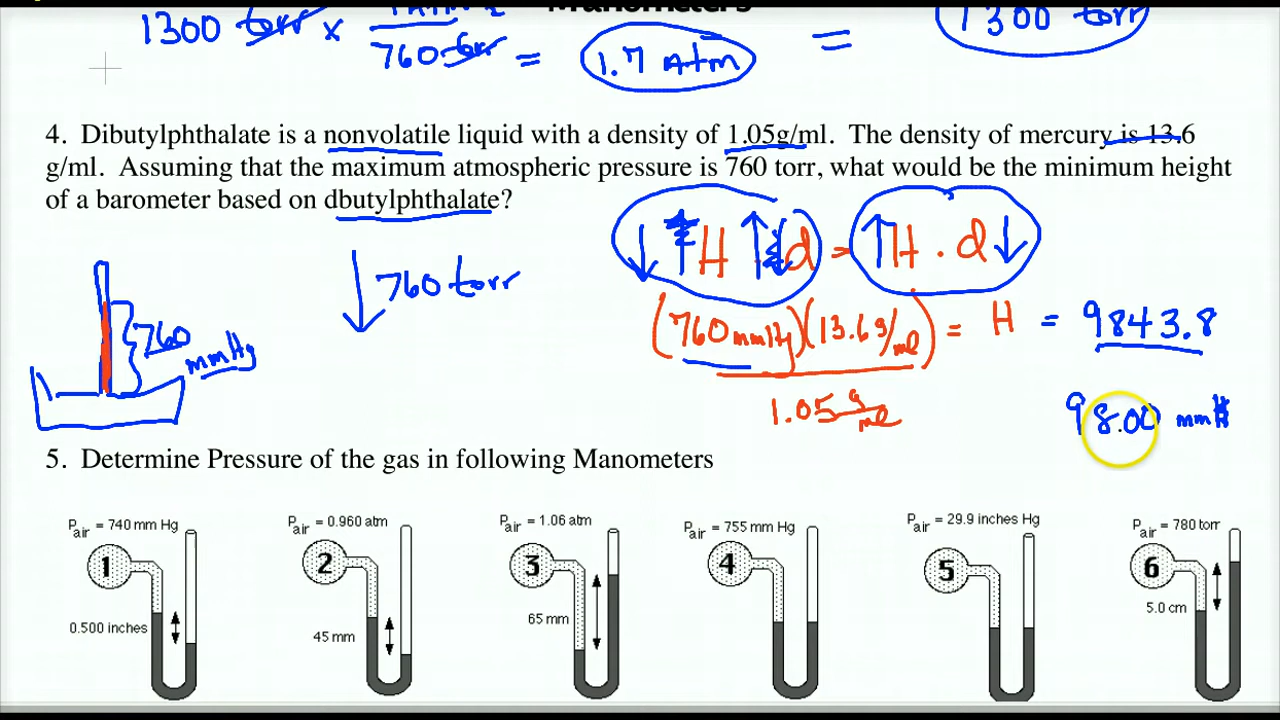 Manometers
1300 torr x 1 Atm / 760 torr = 1.7 Atm = 1300 torr
4. Dibutylphthalate is a nonvolatile liquid with a density of 1.05g/ml. The density of mercury is 13.6
g/ml. Assuming that the maximum atmospheric pressure is 760 torr, what would be the minimum height
of a barometer based on dbutylphthalate?
↓ ↑ H ↑ d = ↑ H · d ↓
760 torr
760
mmHg
(760 mmHg)(13.6 g/ml) = H = 9843.8
1.05 g/ml
98.00 mm
5. Determine Pressure of the gas in following Manometers
Pair = 740 mm Hg
1
0.500 inches
Pair = 0.960 atm
2
45 mm
Pair = 1.06 atm
3
65 mm
Pair = 755 mm Hg
4
Pair = 29.9 inches Hg
5
Pair = 780 torr
6
5.0 cm